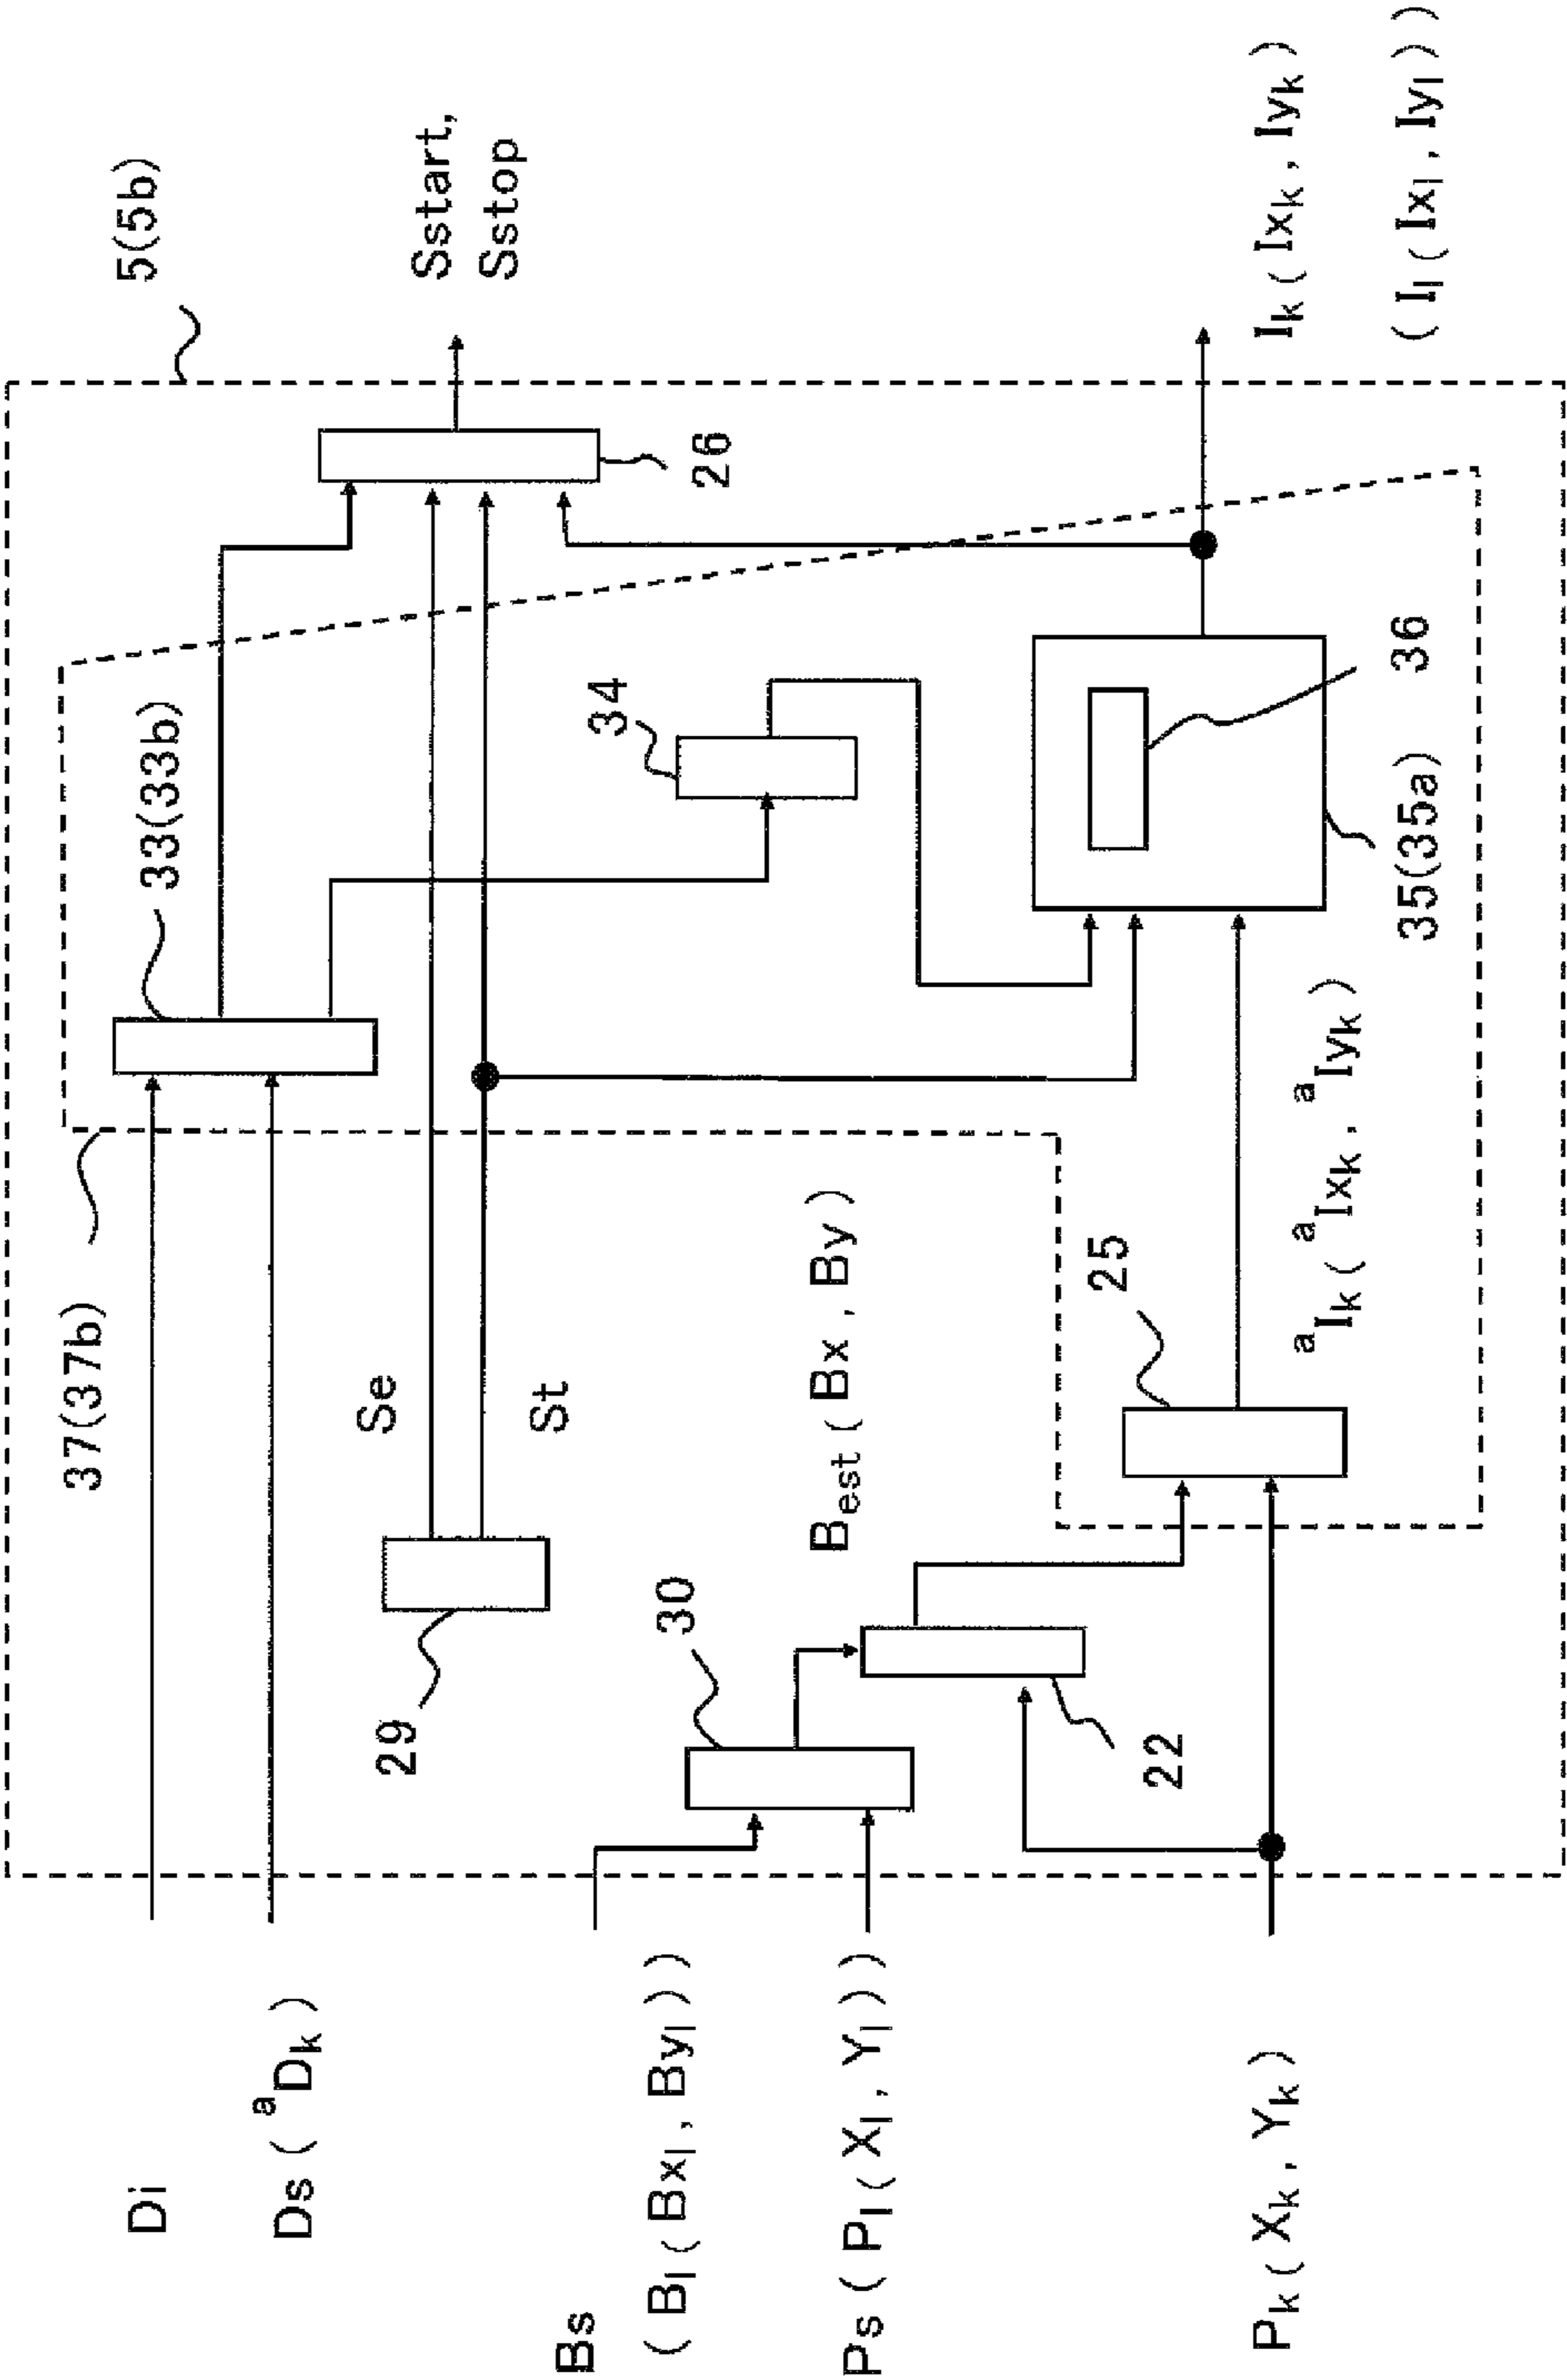 Di
Ds ( ᵃDₖ )
Bs
( Bₗ ( Bxₗ , Byₗ ) )
Ps ( Pₗ ( Xₗ , Yₗ ) )
Pₖ ( Xₖ , Yₖ )
37(37b)
33(33b)
5(5b)
29
Se
St
30
22
B_est ( Bx , By )
25
ᵃIₖ ( ᵃIxₖ , ᵃIyₖ )
34
35(35a)
36
26
Sstart,
Sstop
Iₖ ( Ixₖ , Iyₖ )
( Iₗ ( Ixₗ , Iyₗ ) )